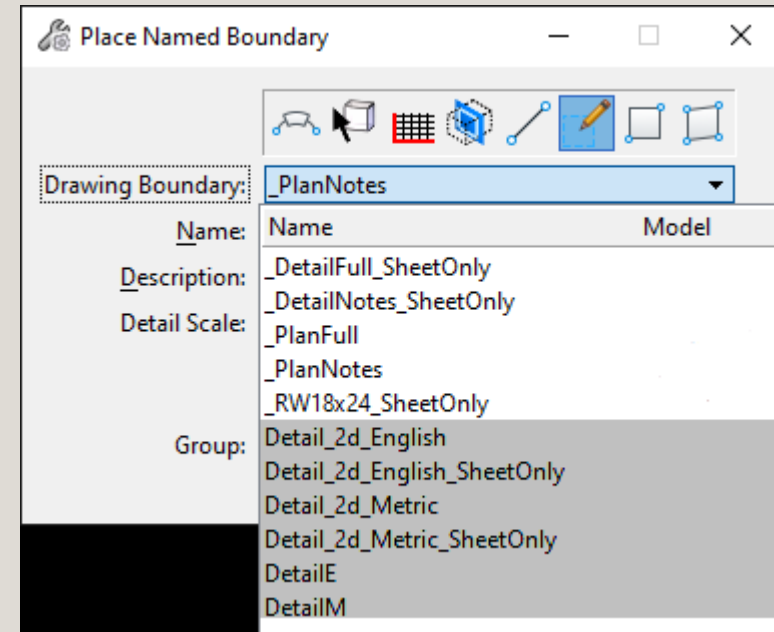 Place Named Boundary
Drawing Boundary: _PlanNotes
Name: Name Model
_DetailFull_SheetOnly
Description:
_DetailNotes_SheetOnly
Detail Scale:
_PlanFull
_PlanNotes
_RW18x24_SheetOnly
Group: Detail_2d_English
Detail_2d_English_SheetOnly
Detail_2d_Metric
Detail_2d_Metric_SheetOnly
DetailE
DetailM